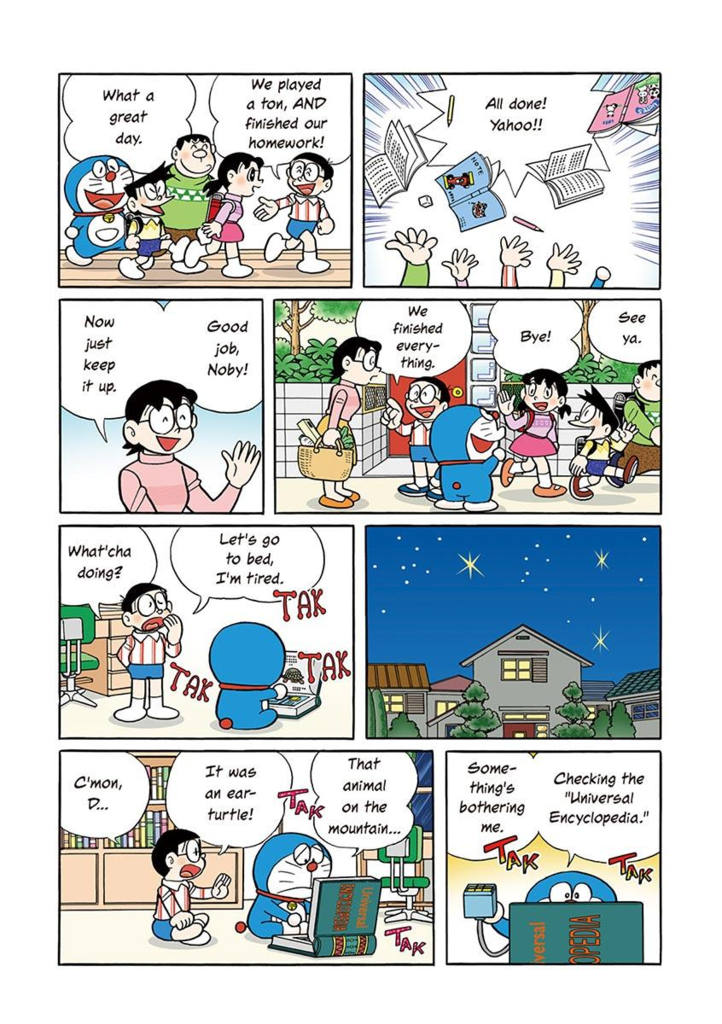 All done!
Yahoo!!
NOTE
We played
a ton, AND
finished our
homework!
What a
great
day.
See
ya.
Bye!
We
finished
every-
thing.
Good
job,
Noby!
Now
just
keep
it up.
Let's go
to bed,
I'm tired.
What'cha
doing?
TAK
TAK
TAK
Checking the
"Universal
Encyclopedia."
Some-
thing's
bothering
me.
TAK
TAK
versal
OPEDIA
That
animal
on the
mountain...
It was
an ear-
turtle!
C'mon,
D...
TAK
TAK
Universal